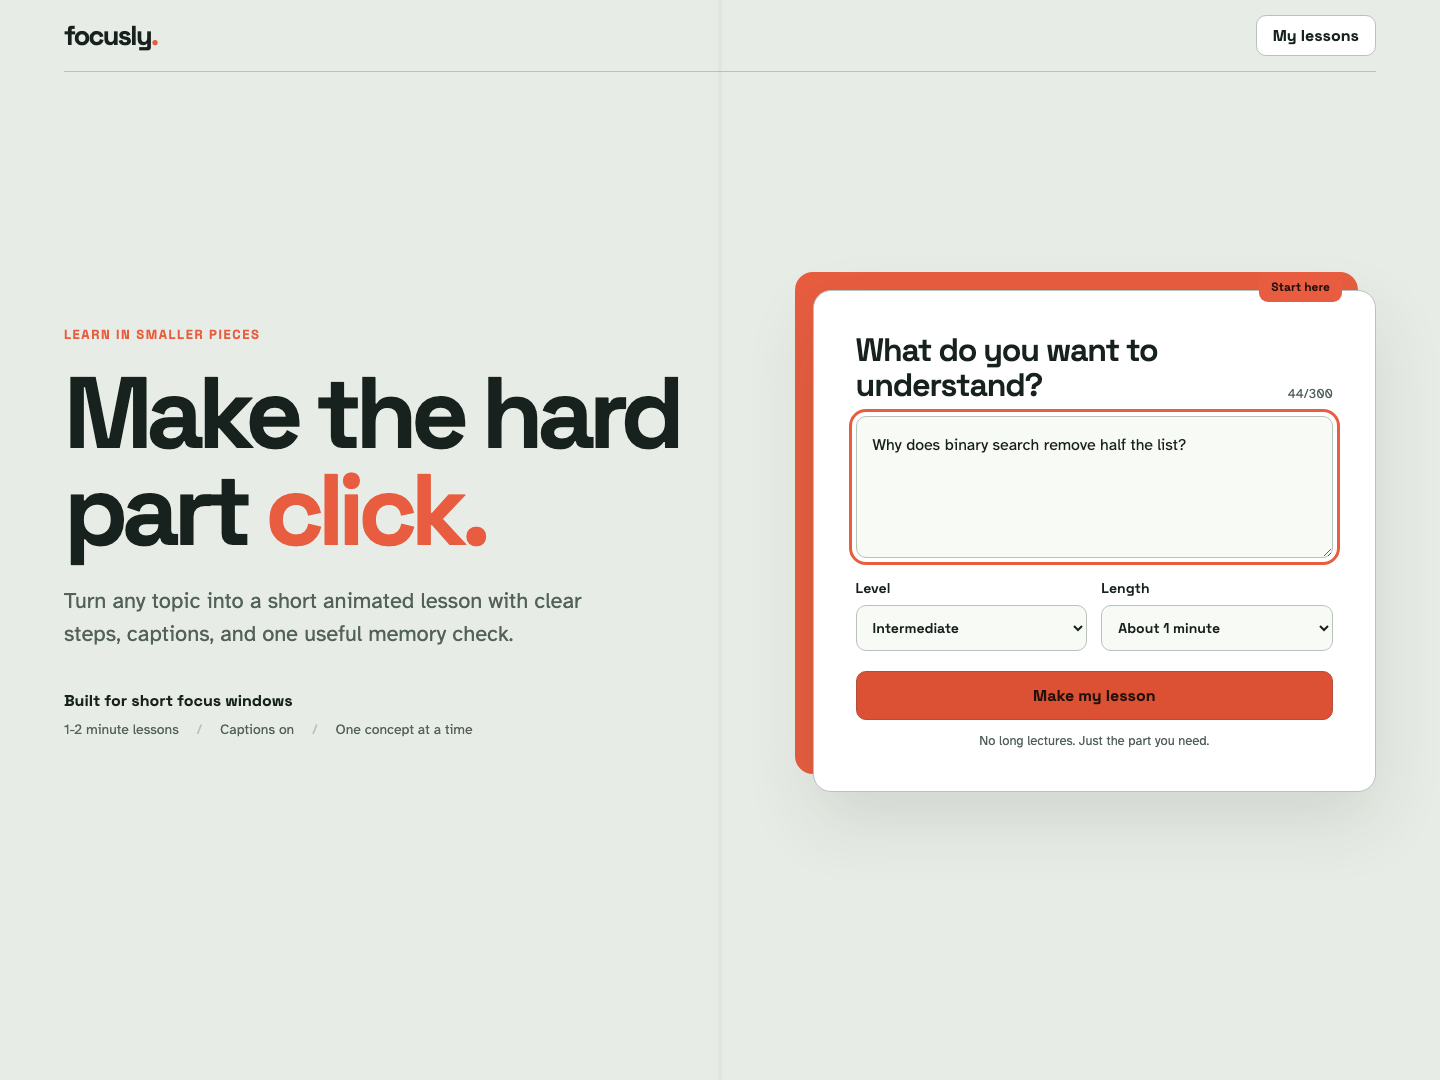 focusly.
My lessons
LEARN IN SMALLER PIECES
Make the hard
part click.
Turn any topic into a short animated lesson with clear
steps, captions, and one useful memory check.
Built for short focus windows
1-2 minute lessons / Captions on / One concept at a time
Start here
What do you want to
understand?
44/300
Why does binary search remove half the list?
Level
Length
Intermediate
About 1 minute
Make my lesson
No long lectures. Just the part you need.